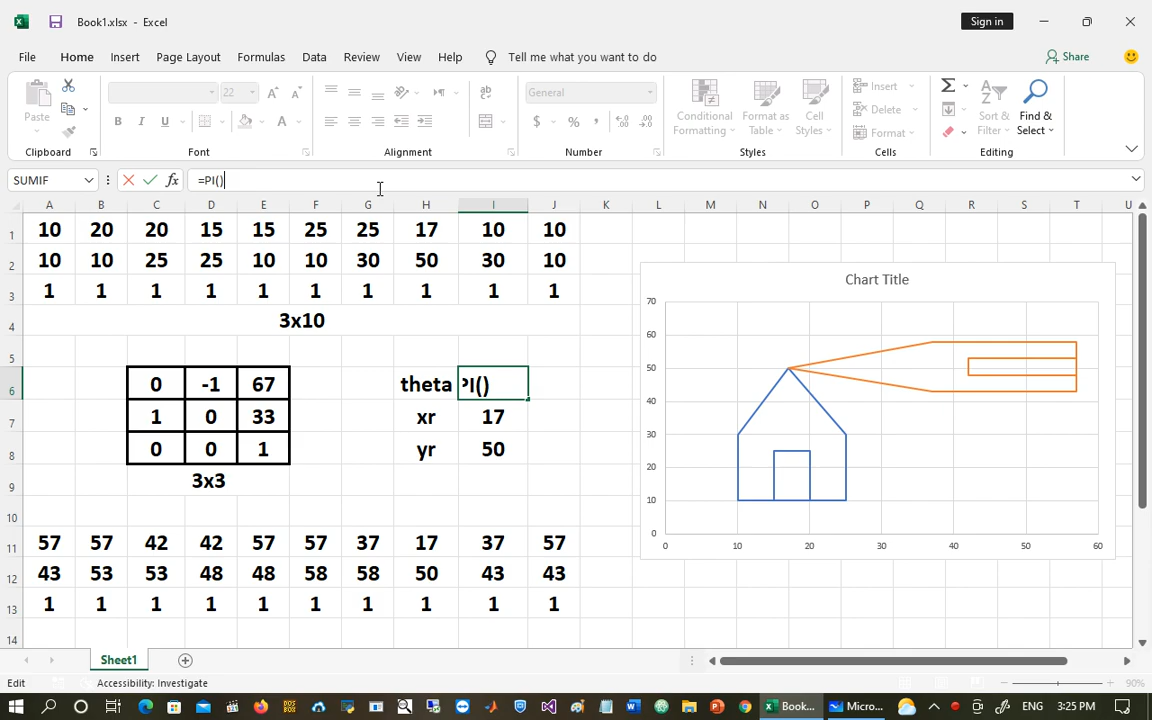 Book1.xlsx - Excel
Sign in
File Home Insert Page Layout Formulas Data Review View Help Tell me what you want to do Share
Paste
22
General
Conditional Formatting
Format as Table
Cell Styles
Insert
Delete
Format
Sort & Filter
Find & Select
Clipboard Font Alignment Number Styles Cells Editing
SUMIF fx =PI()
A B C D E F G H I J K L M N O P Q R S T U
1 10 20 20 15 15 25 25 17 10 10
2 10 10 25 25 10 10 30 50 30 10
3 1 1 1 1 1 1 1 1 1 1
4 3x10
5
6 0 -1 67 theta PI()
7 1 0 33 xr 17
8 0 0 1 yr 50
9 3x3
10
11 57 57 42 42 57 57 37 17 37 57
12 43 53 53 48 48 58 58 50 43 43
13 1 1 1 1 1 1 1 1 1 1
14
Chart Title
70
60
50
40
30
20
10
0
0 10 20 30 40 50 60
Sheet1
Edit Accessibility: Investigate 90%
Book... Micro... ENG 3:25 PM